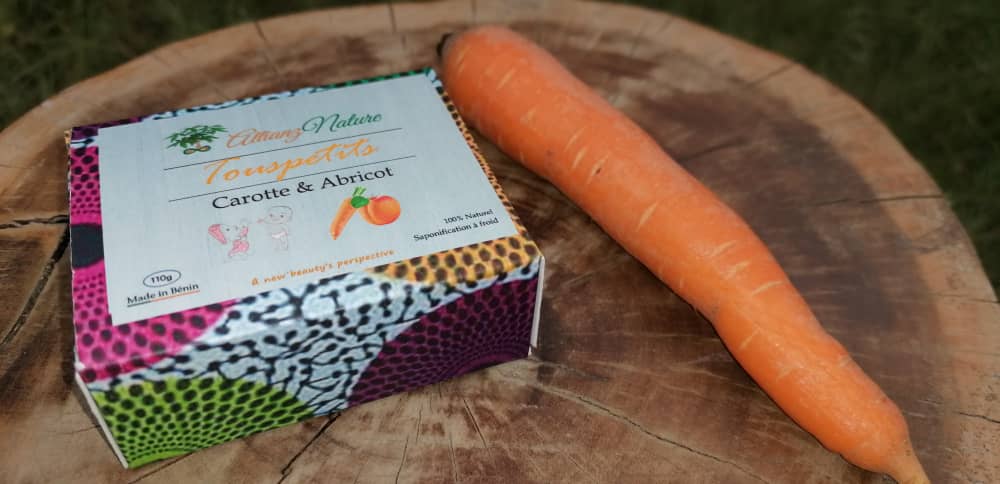 Allianz Nature
Touspetits
Carotte & Abricot
100% Naturel
Saponification à froid
A new beauty's perspective
110g
Made in Bénin